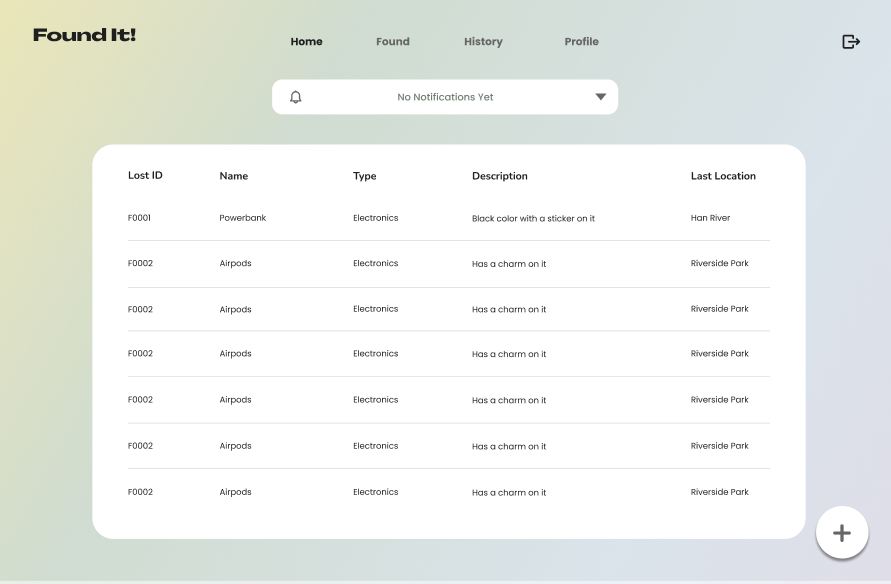 Found It!
Home Found History Profile
No Notifications Yet
Lost ID Name Type Description Last Location
F0001 Powerbank Electronics Black color with a sticker on it Han River
F0002 Airpods Electronics Has a charm on it Riverside Park
F0002 Airpods Electronics Has a charm on it Riverside Park
F0002 Airpods Electronics Has a charm on it Riverside Park
F0002 Airpods Electronics Has a charm on it Riverside Park
F0002 Airpods Electronics Has a charm on it Riverside Park
F0002 Airpods Electronics Has a charm on it Riverside Park